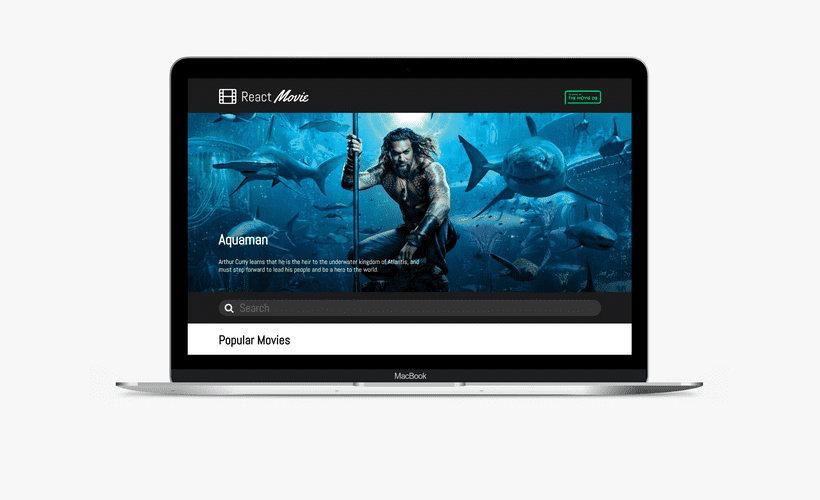 React Movie
THE MOVIE DB
Aquaman
Arthur Curry learns that he is the heir to the underwater kingdom of Atlantis, and
must step forward to lead his people and be a hero to the world.
Search
Popular Movies
MacBook